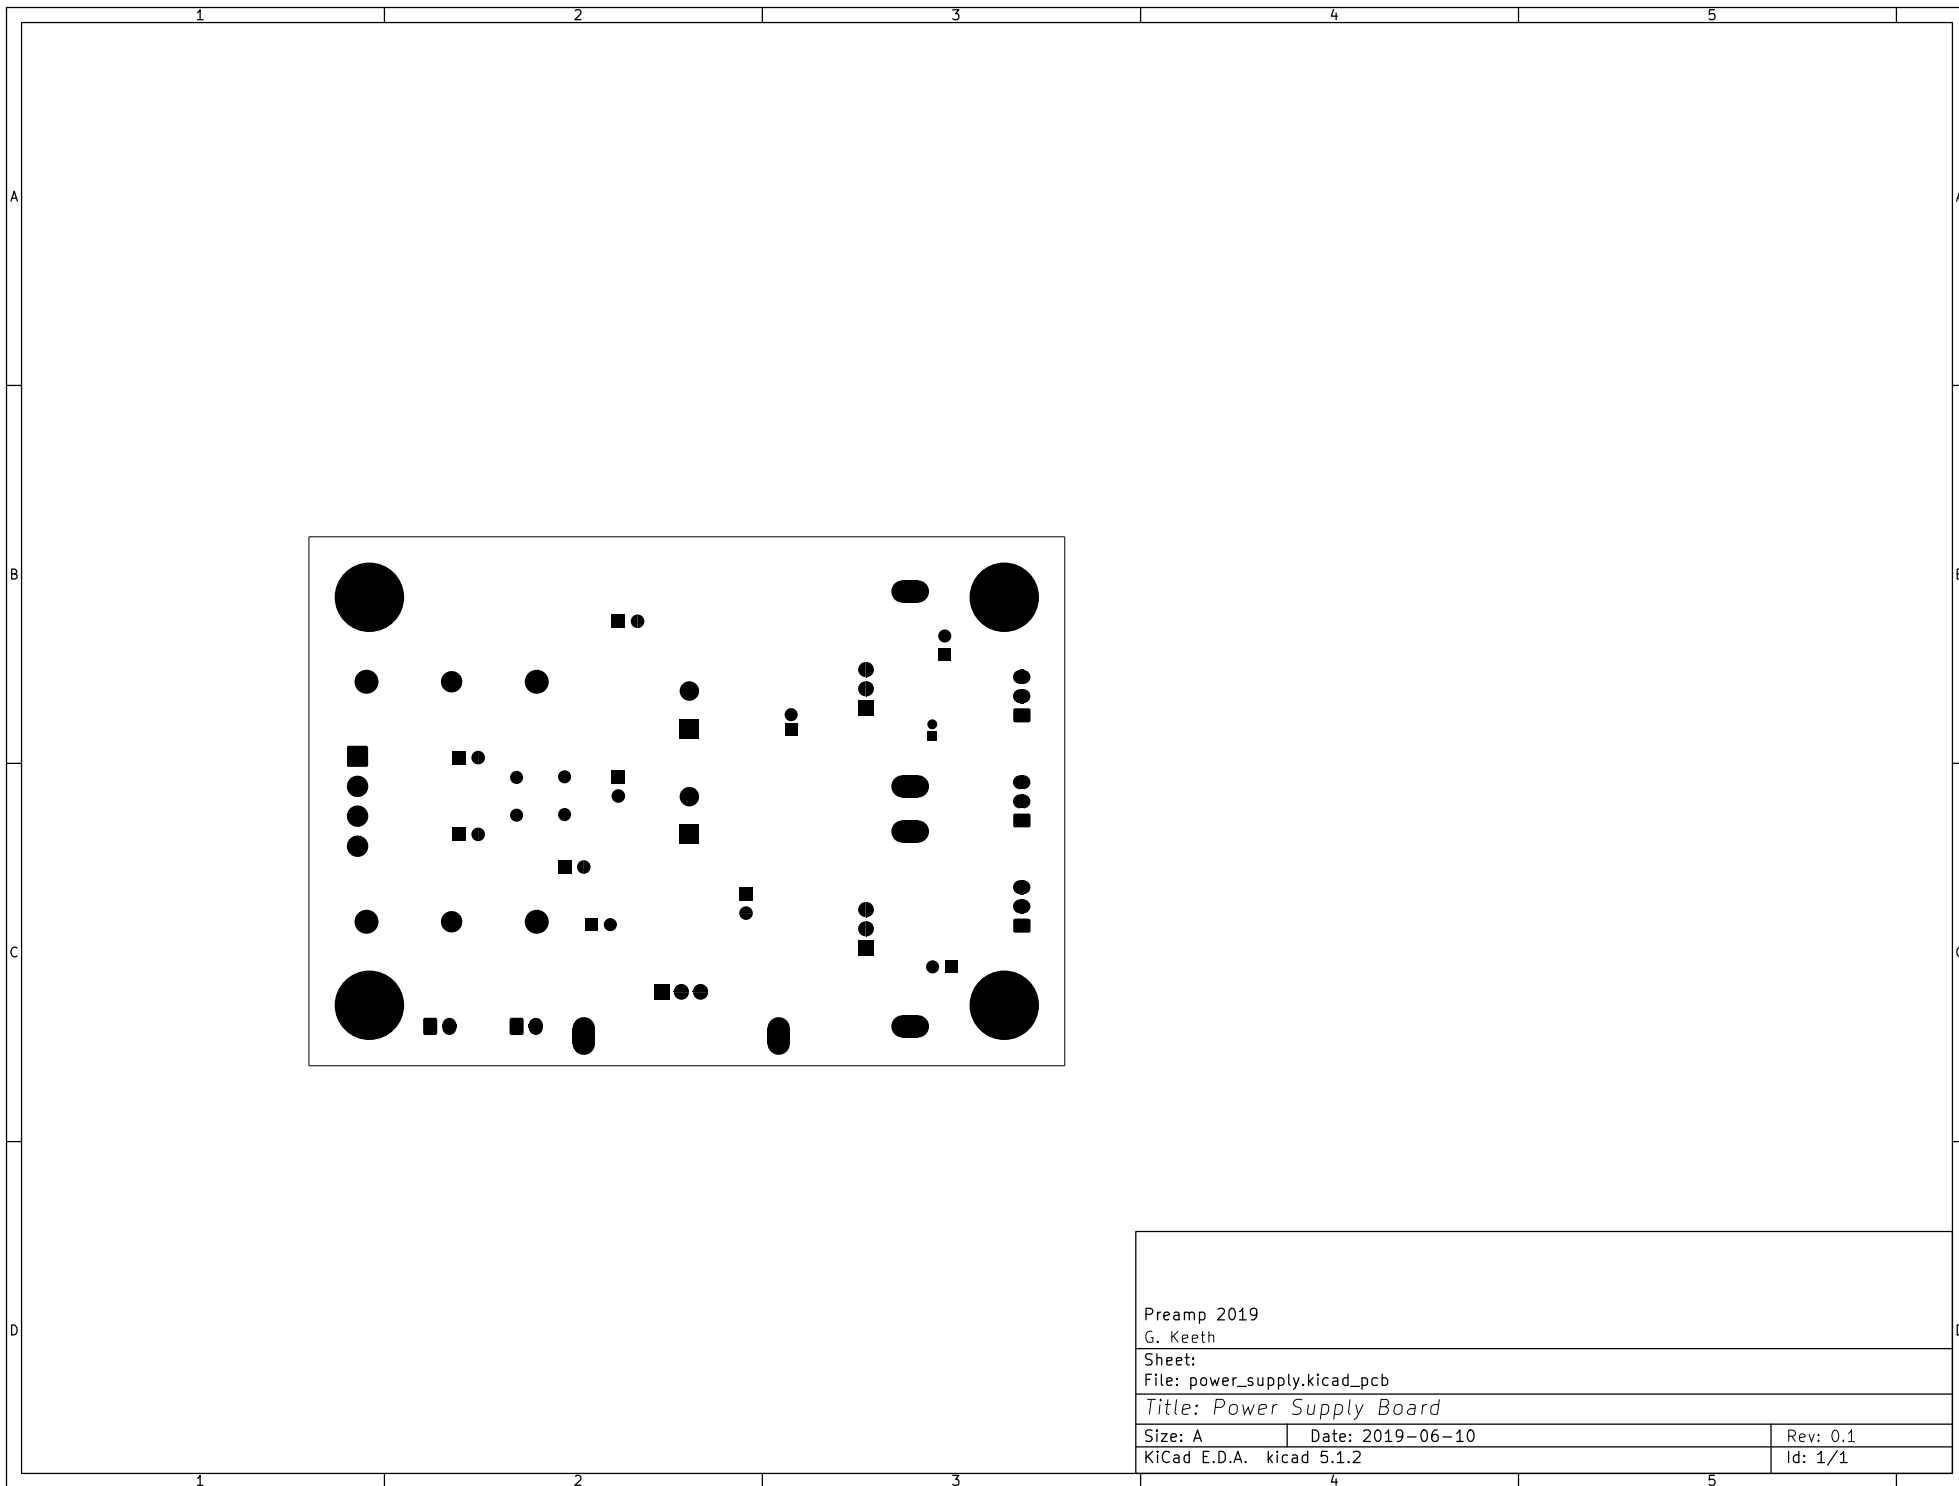 1 2 3 4 5
A A
B B
C C
D D
Preamp 2019
G. Keeth
Sheet:
File: power_supply.kicad_pcb
Title: Power Supply Board
Size: A Date: 2019-06-10 Rev: 0.1
KiCad E.D.A. kicad 5.1.2 Id: 1/1
1 2 3 4 5